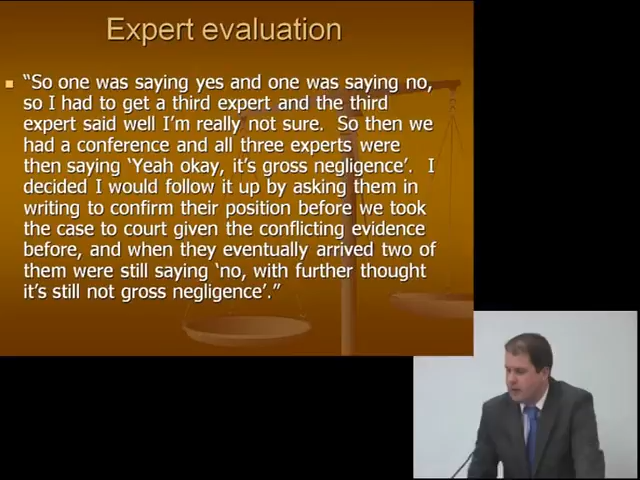 Expert evaluation
“So one was saying yes and one was saying no,
so I had to get a third expert and the third
expert said well I’m really not sure.  So then we
had a conference and all three experts were
then saying ‘Yeah okay, it’s gross negligence’.  I
decided I would follow it up by asking them in
writing to confirm their position before we took
the case to court given the conflicting evidence
before, and when they eventually arrived two of
them were still saying ‘no, with further thought
it’s still not gross negligence’.”